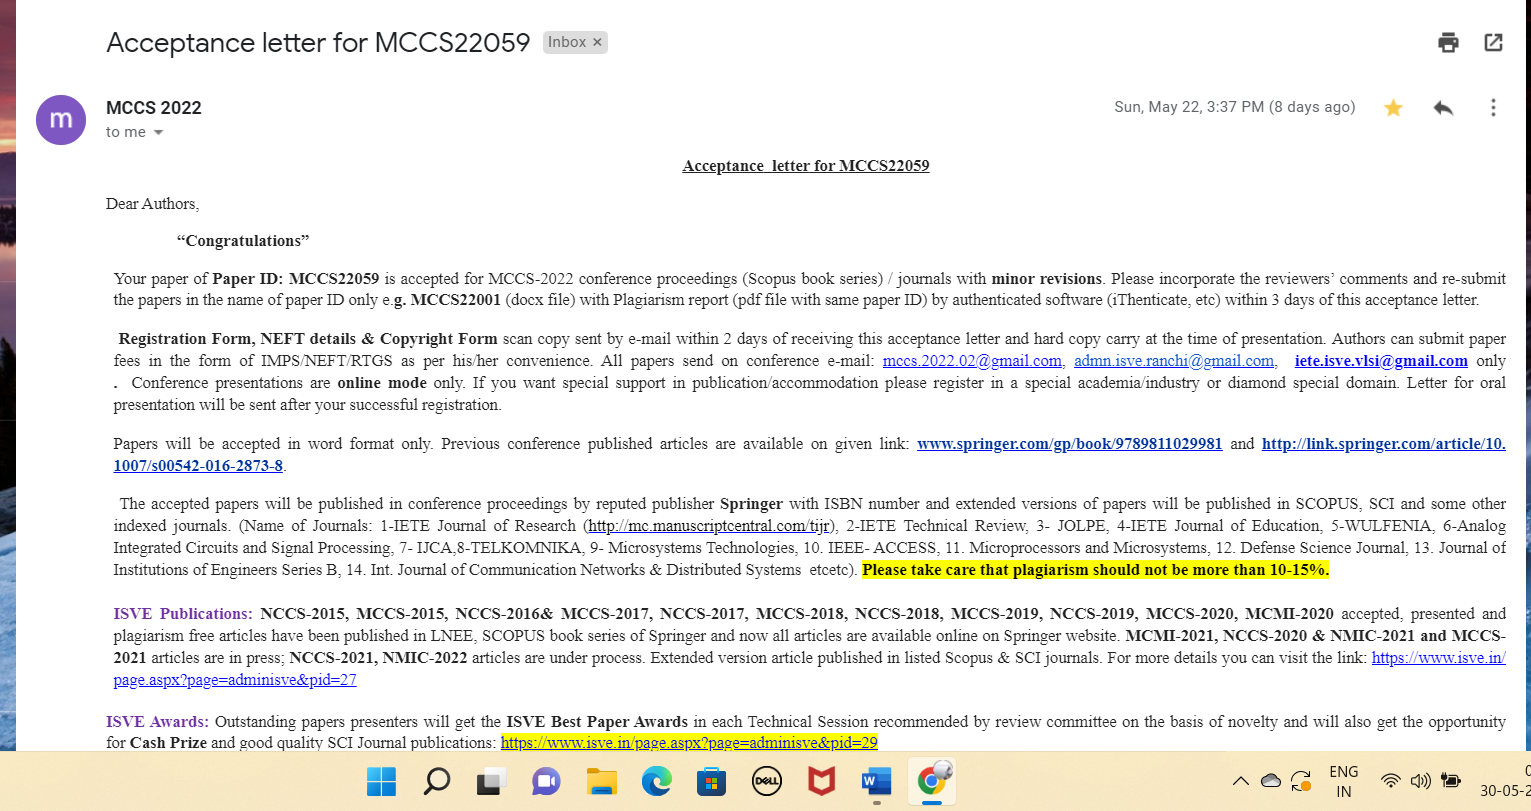 Acceptance letter for MCCS22059 Inbox ×
MCCS 2022
Sun, May 22, 3:37 PM (8 days ago)
to me
m
Acceptance letter for MCCS22059
Dear Authors,
“Congratulations”
Your paper of Paper ID: MCCS22059 is accepted for MCCS-2022 conference proceedings (Scopus book series) / journals with minor revisions. Please incorporate the reviewers’ comments and re-submit
the papers in the name of paper ID only e.g. MCCS22001 (docx file) with Plagiarism report (pdf file with same paper ID) by authenticated software (iThenticate, etc) within 3 days of this acceptance letter.
Registration Form, NEFT details & Copyright Form scan copy sent by e-mail within 2 days of receiving this acceptance letter and hard copy carry at the time of presentation. Authors can submit paper
fees in the form of IMPS/NEFT/RTGS as per his/her convenience. All papers send on conference e-mail: mccs.2022.02@gmail.com, admn.isve.ranchi@gmail.com, iete.isve.vlsi@gmail.com only
. Conference presentations are online mode only. If you want special support in publication/accommodation please register in a special academia/industry or diamond special domain. Letter for oral
presentation will be sent after your successful registration.
Papers will be accepted in word format only. Previous conference published articles are available on given link: www.springer.com/gp/book/9789811029981 and http://link.springer.com/article/10.
1007/s00542-016-2873-8.
The accepted papers will be published in conference proceedings by reputed publisher Springer with ISBN number and extended versions of papers will be published in SCOPUS, SCI and some other
indexed journals. (Name of Journals: 1-IETE Journal of Research (http://mc.manuscriptcentral.com/tijr), 2-IETE Technical Review, 3- JOLPE, 4-IETE Journal of Education, 5-WULFENIA, 6-Analog
Integrated Circuits and Signal Processing, 7- IJCA,8-TELKOMNIKA, 9- Microsystems Technologies, 10. IEEE- ACCESS, 11. Microprocessors and Microsystems, 12. Defense Science Journal, 13. Journal of
Institutions of Engineers Series B, 14. Int. Journal of Communication Networks & Distributed Systems etcetc). Please take care that plagiarism should not be more than 10-15%.
ISVE Publications: NCCS-2015, MCCS-2015, NCCS-2016& MCCS-2017, NCCS-2017, MCCS-2018, NCCS-2018, MCCS-2019, NCCS-2019, MCCS-2020, MCMI-2020 accepted, presented and
plagiarism free articles have been published in LNEE, SCOPUS book series of Springer and now all articles are available online on Springer website. MCMI-2021, NCCS-2020 & NMIC-2021 and MCCS-
2021 articles are in press; NCCS-2021, NMIC-2022 articles are under process. Extended version article published in listed Scopus & SCI journals. For more details you can visit the link: https://www.isve.in/
page.aspx?page=adminisve&pid=27
ISVE Awards: Outstanding papers presenters will get the ISVE Best Paper Awards in each Technical Session recommended by review committee on the basis of novelty and will also get the opportunity
for Cash Prize and good quality SCI Journal publications: https://www.isve.in/page.aspx?page=adminisve&pid=29
DELL
W
ENG
IN
30-05-2